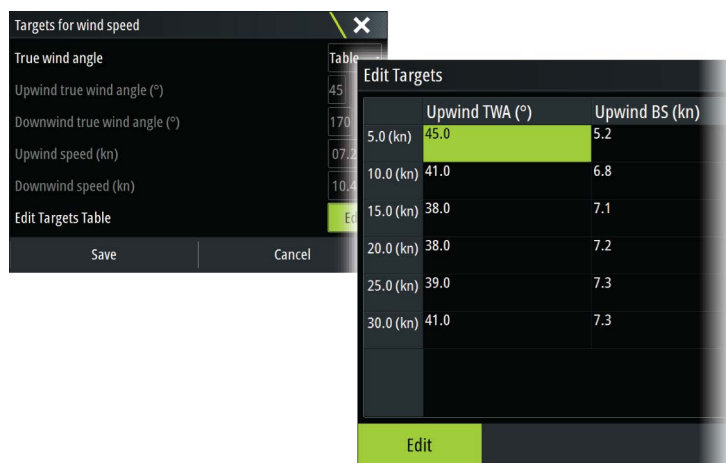 Targets for wind speed
True wind angle Table
Upwind true wind angle (°) 45
Downwind true wind angle (°) 170
Upwind speed (kn) 07.2
Downwind speed (kn) 10.4
Edit Targets Table
Save Cancel
Edit Targets
Upwind TWA (°) Upwind BS (kn)
5.0 (kn) 45.0 5.2
10.0 (kn) 41.0 6.8
15.0 (kn) 38.0 7.1
20.0 (kn) 38.0 7.2
25.0 (kn) 39.0 7.3
30.0 (kn) 41.0 7.3
Edit